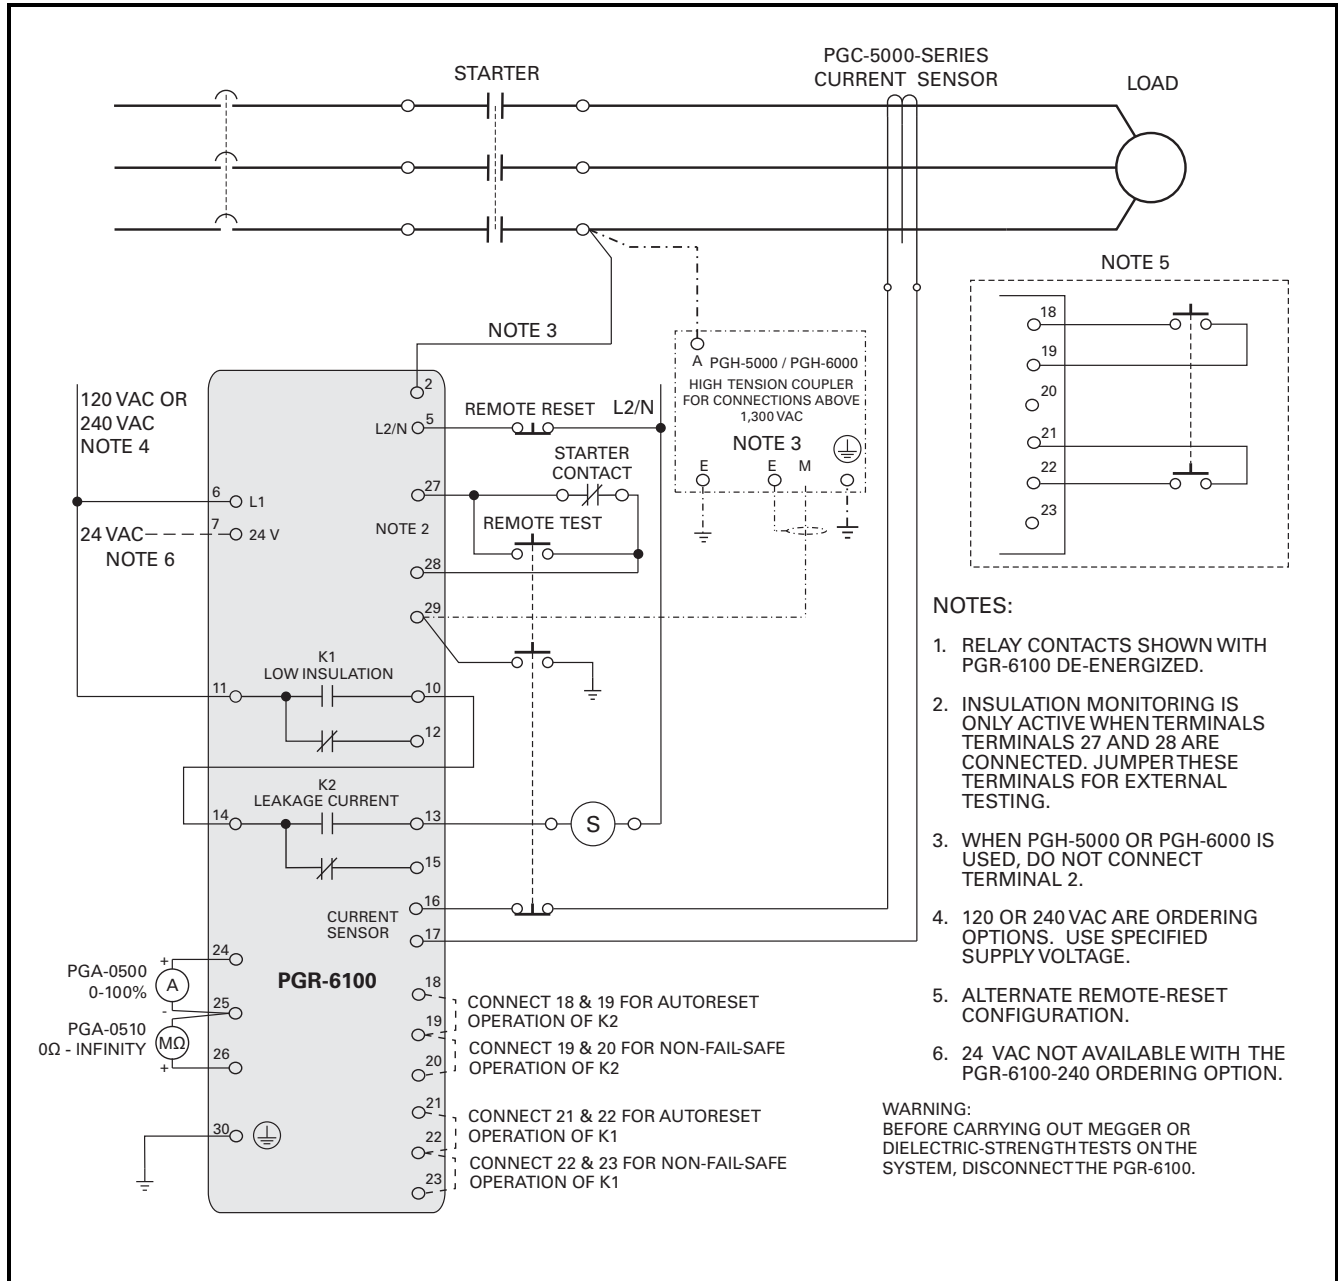 PGC-5000-SERIES
CURRENT SENSOR
STARTER
LOAD
NOTE 5
18
19
20
21
22
23
NOTE 3
A PGH-5000 / PGH-6000
HIGH TENSION COUPLER
FOR CONNECTIONS ABOVE
1,300 VAC
NOTE 3
E E M
120 VAC OR
240 VAC
NOTE 4
2
L2/N 5
REMOTE RESET L2/N
STARTER
CONTACT
6 L1
27
7
24 VAC 24 V
NOTE 6
NOTE 2 REMOTE TEST
28
29
K1
LOW INSULATION
11 10
12
K2
LEAKAGE CURRENT
14 13
S
15
16
CURRENT
SENSOR
17
PGR-6100
24
+
PGA-0500
0-100%
A
-
25
PGA-0510
0Ω - INFINITY
MΩ
+
26
30
18
CONNECT 18 & 19 FOR AUTORESET
OPERATION OF K2
19
CONNECT 19 & 20 FOR NON-FAIL-SAFE
OPERATION OF K2
20
21
CONNECT 21 & 22 FOR AUTORESET
OPERATION OF K1
22
CONNECT 22 & 23 FOR NON-FAIL-SAFE
OPERATION OF K1
23
NOTES:
1. RELAY CONTACTS SHOWN WITH
PGR-6100 DE-ENERGIZED.
2. INSULATION MONITORING IS
ONLY ACTIVE WHEN TERMINALS
TERMINALS 27 AND 28 ARE
CONNECTED. JUMPER THESE
TERMINALS FOR EXTERNAL
TESTING.
3. WHEN PGH-5000 OR PGH-6000 IS
USED, DO NOT CONNECT
TERMINAL 2.
4. 120 OR 240 VAC ARE ORDERING
OPTIONS. USE SPECIFIED
SUPPLY VOLTAGE.
5. ALTERNATE REMOTE-RESET
CONFIGURATION.
6. 24 VAC NOT AVAILABLE WITH THE
PGR-6100-240 ORDERING OPTION.
WARNING:
BEFORE CARRYING OUT MEGGER OR
DIELECTRIC-STRENGTH TESTS ON THE
SYSTEM, DISCONNECT THE PGR-6100.